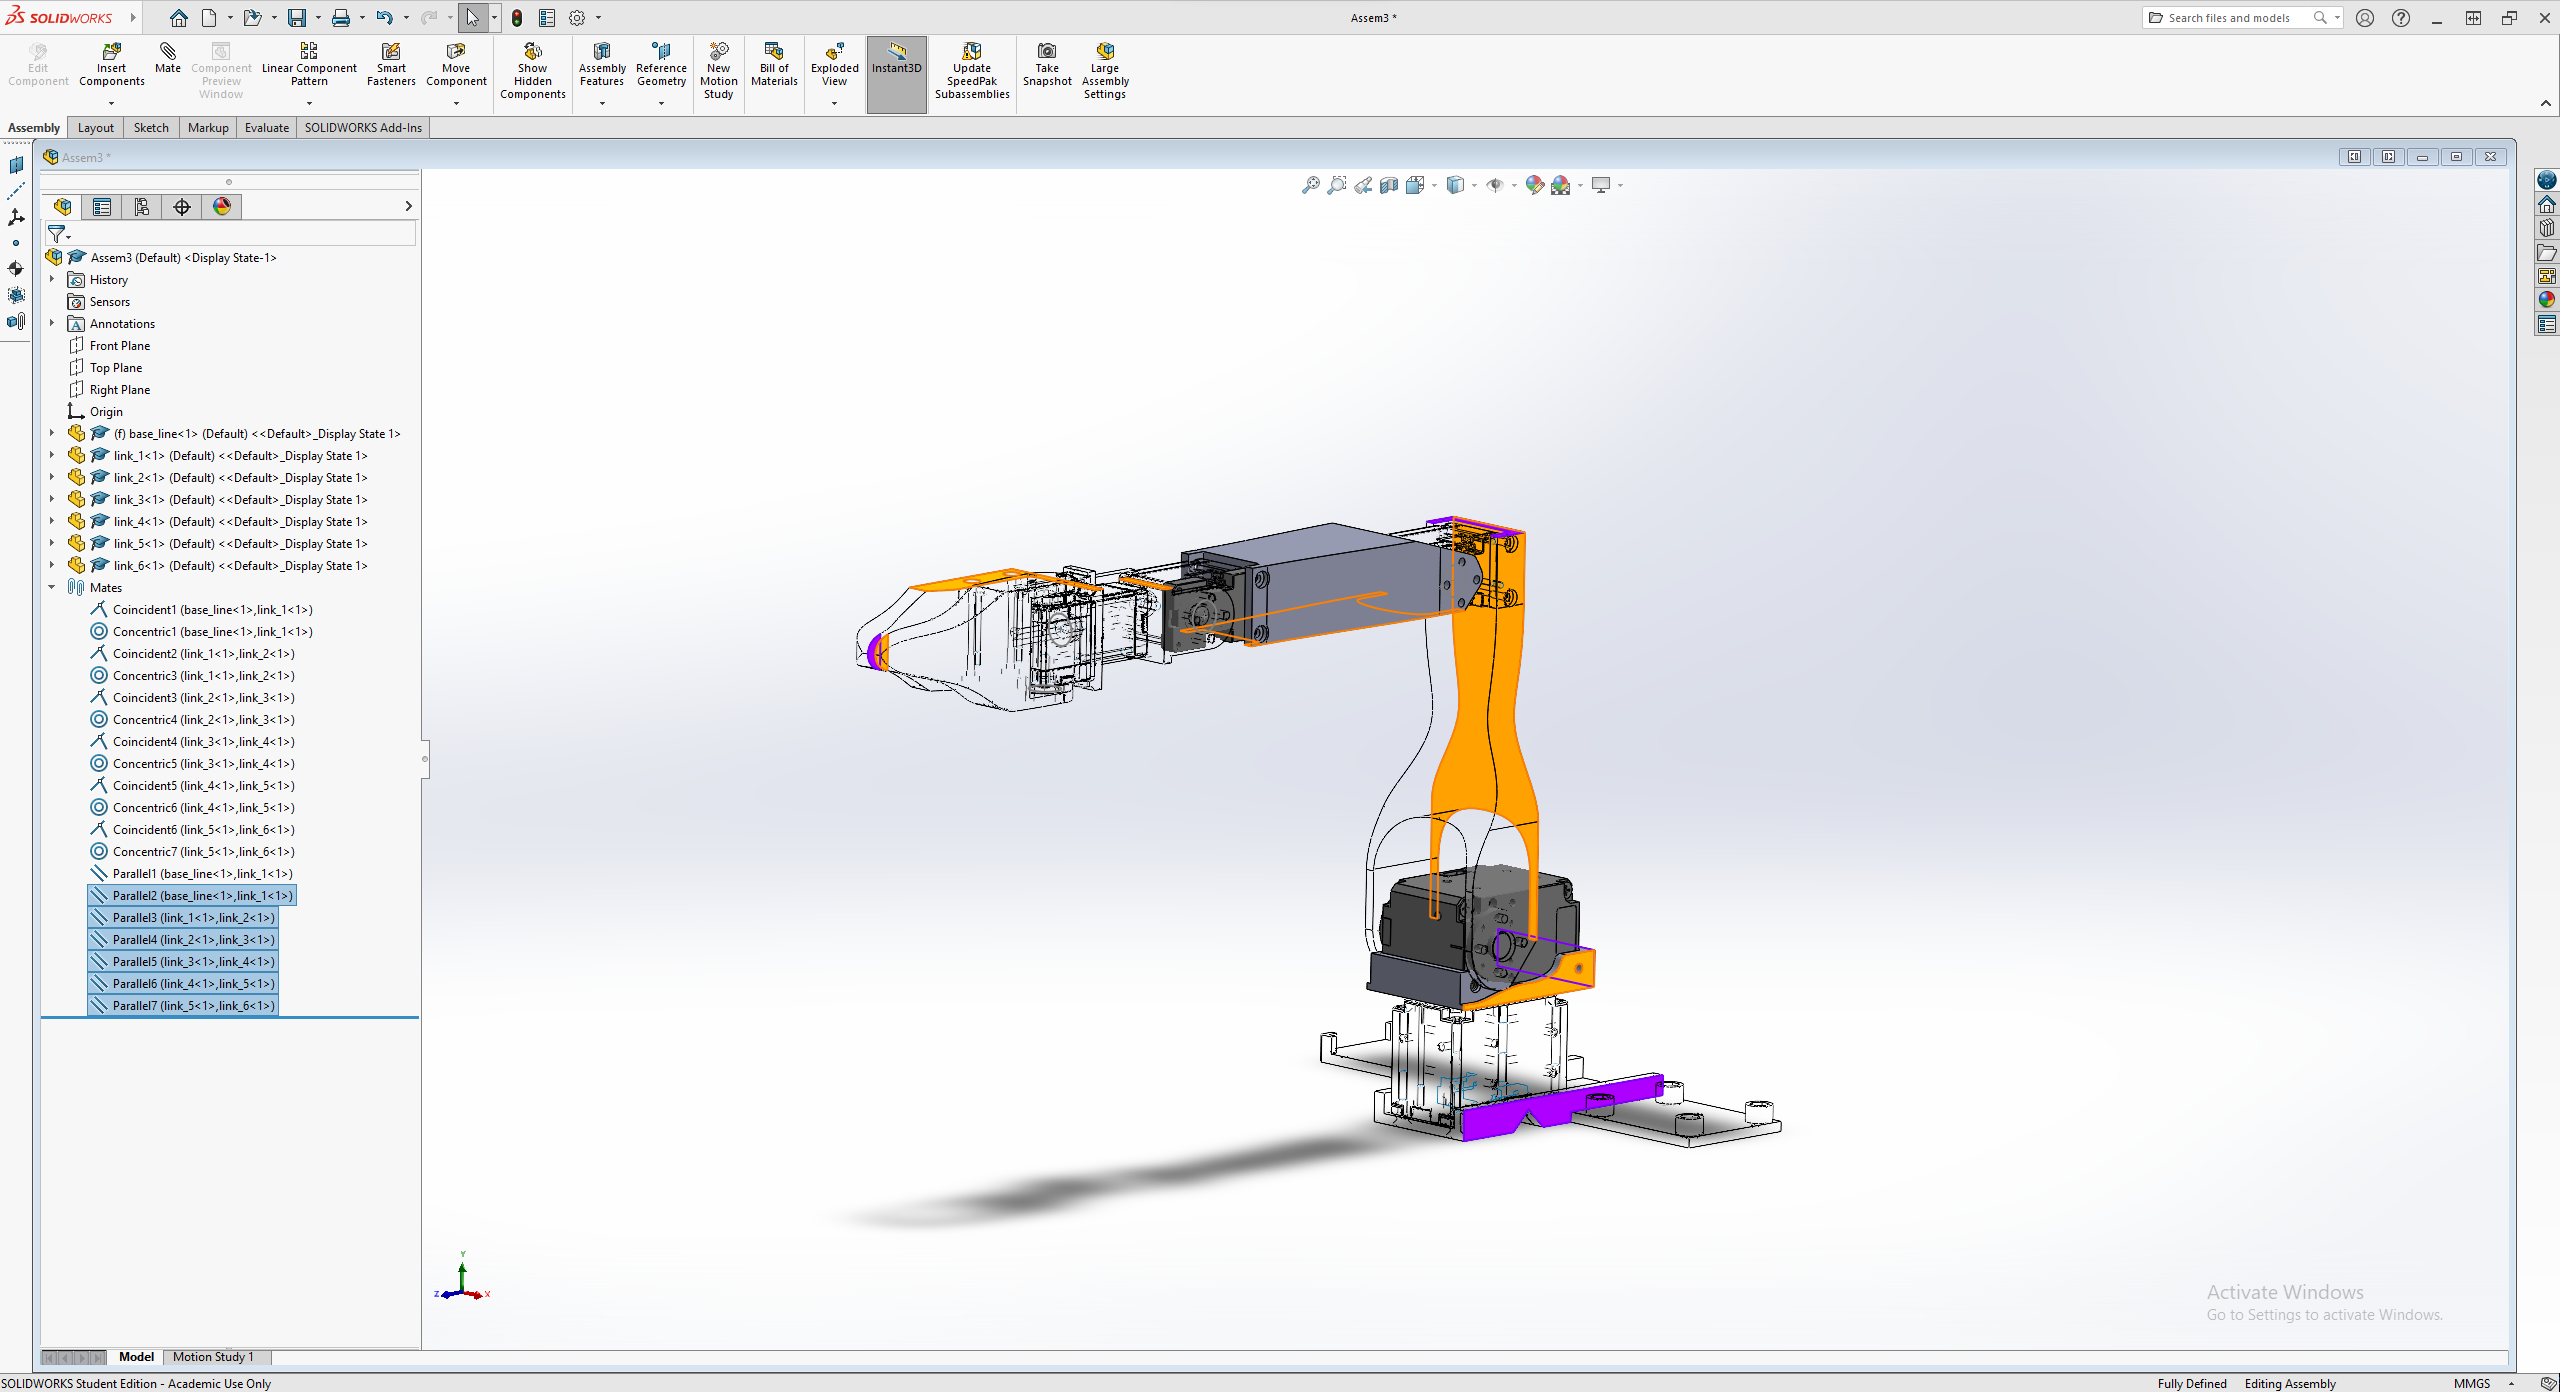 SOLIDWORKS
Assem3 *
Search files and models
Edit Component
Insert Components
Mate
Component Preview Window
Linear Component Pattern
Smart Fasteners
Move Component
Show Hidden Components
Assembly Features
Reference Geometry
New Motion Study
Bill of Materials
Exploded View
Instant3D
Update SpeedPak Subassemblies
Take Snapshot
Large Assembly Settings
Assembly
Layout
Sketch
Markup
Evaluate
SOLIDWORKS Add-Ins
Assem3 *
Assem3 (Default) <Display State-1>
History
Sensors
Annotations
Front Plane
Top Plane
Right Plane
Origin
(f) base_line<1> (Default) <<Default>_Display State 1>
link_1<1> (Default) <<Default>_Display State 1>
link_2<1> (Default) <<Default>_Display State 1>
link_3<1> (Default) <<Default>_Display State 1>
link_4<1> (Default) <<Default>_Display State 1>
link_5<1> (Default) <<Default>_Display State 1>
link_6<1> (Default) <<Default>_Display State 1>
Mates
Coincident1 (base_line<1>,link_1<1>)
Concentric1 (base_line<1>,link_1<1>)
Coincident2 (link_1<1>,link_2<1>)
Concentric3 (link_1<1>,link_2<1>)
Coincident3 (link_2<1>,link_3<1>)
Concentric4 (link_2<1>,link_3<1>)
Coincident4 (link_3<1>,link_4<1>)
Concentric5 (link_3<1>,link_4<1>)
Coincident5 (link_4<1>,link_5<1>)
Concentric6 (link_4<1>,link_5<1>)
Coincident6 (link_5<1>,link_6<1>)
Concentric7 (link_5<1>,link_6<1>)
Parallel1 (base_line<1>,link_1<1>)
Parallel2 (base_line<1>,link_1<1>)
Parallel3 (link_1<1>,link_2<1>)
Parallel4 (link_2<1>,link_3<1>)
Parallel5 (link_3<1>,link_4<1>)
Parallel6 (link_4<1>,link_5<1>)
Parallel7 (link_5<1>,link_6<1>)
Y
Z
X
Activate Windows
Go to Settings to activate Windows.
Model
Motion Study 1
SOLIDWORKS Student Edition - Academic Use Only
Fully Defined
Editing Assembly
MMGS